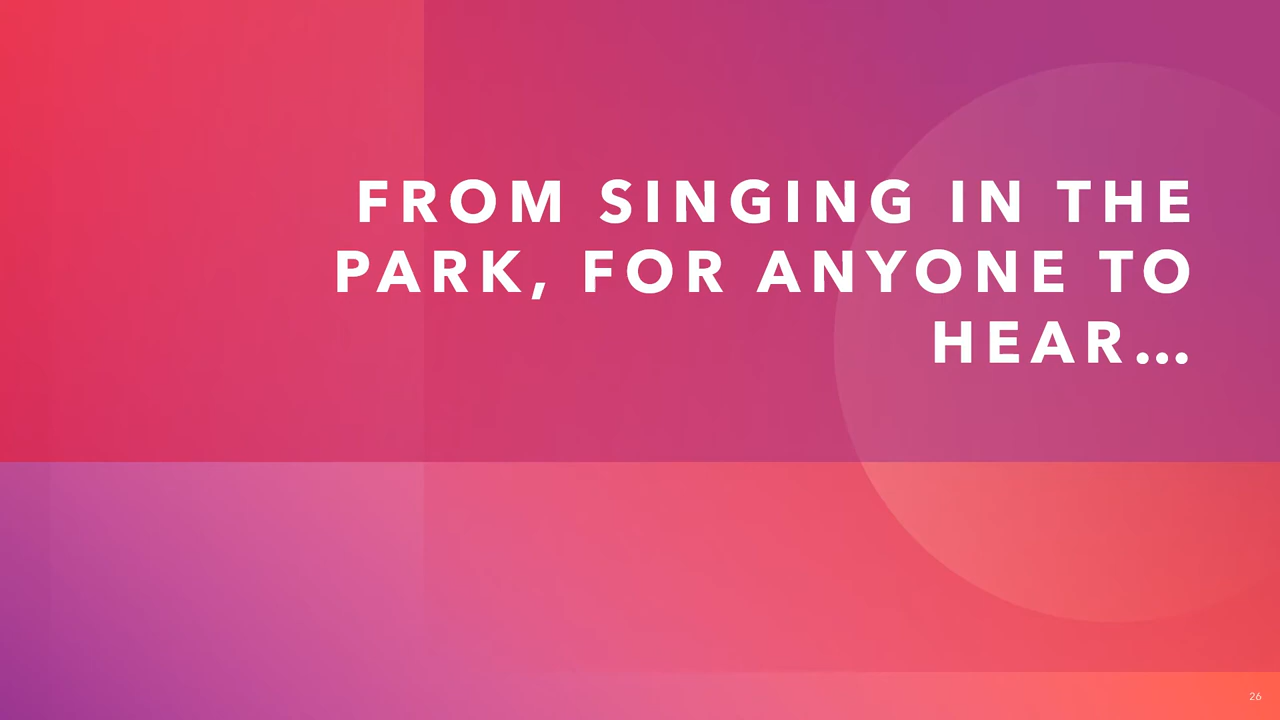 FROM SINGING IN THE
PARK, FOR ANYONE TO
HEAR…
26